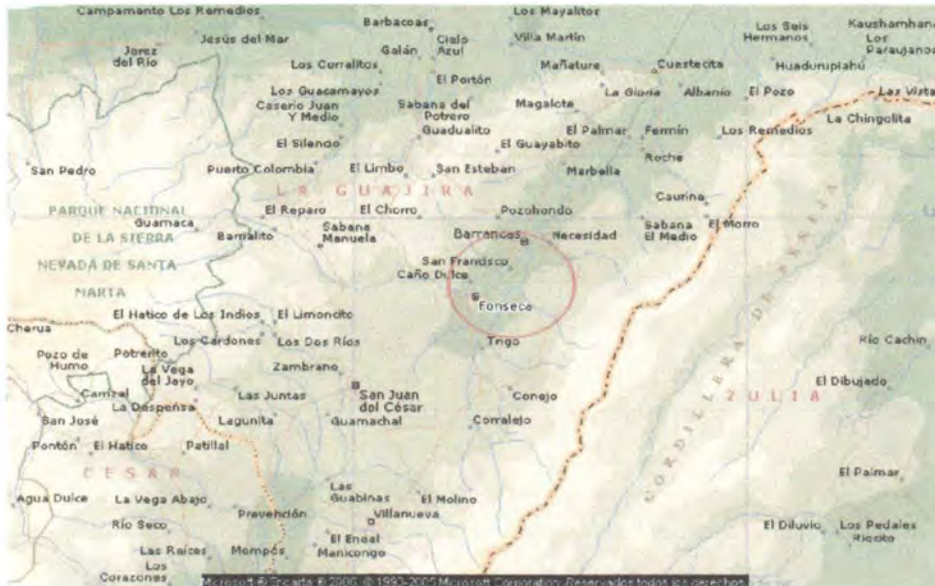 Campamento Los Remedios
Barbacoas
Los Mayalitos
Jesús del Mar
Cielo
Azul
Villa Martín
Los Seis
Hermanos
Kaushamhana
Los
Paraujanos
Jerez
del Río
Galán
Los Curralitos
El Portón
Mañature
Cuestecita
Huaduruplahú
Los Guacamayos
La Gloria
Albania
El Pozo
Las Vista
Caserío Juan
Y Medio
Sabana del
Potrero
Magalote
La Chingolita
El Silencio
Guadualito
El Palmar
Fermín
Los Remedios
El Guayabito
Roche
San Pedro
Puerto Colombia
El Limbo
San Esteban
Marbella
LA GUAJIRA
Caurina
PARQUE NACIONAL
DE LA SIERRA
NEVADA DE SANTA
MARTA
El Reparo
El Chorro
Pozohondo
Guamaca
Barrialito
Sabana
Manuela
Barrancas
Necesidad
Sabana
El Medio
El Morro
San Francisco
Caño Dulce
Fonseca
CORDILLERA DE PERIJÁ
El Hatico de Los Indios
El Limoncito
Cherua
Los Cardones
Los Dos Ríos
Trigo
Río Cachin
Pozo de
Humo
Potrerito
La Vega
del Jayo
Zambrano
El Dibujado
Camzal
Las Juntas
San Juan
del César
Conejo
ZULIA
La Despensa
San José
Lagunita
Guamachal
Corralejo
Pontón
El Hatico
Patillal
CESAR
El Palmar
Agua Dulce
La Vega Abajo
Las
Guabinas
El Molino
Prevención
Villanueva
Río Seco
El Diluvio
Los Pedales
Riecito
El Eneal
Manicongo
Las Raíces
Mompós
Los
Corazones
Microsoft ® Encarta ® 2006. © 1993-2005 Microsoft Corporation. Reservados todos los derechos.